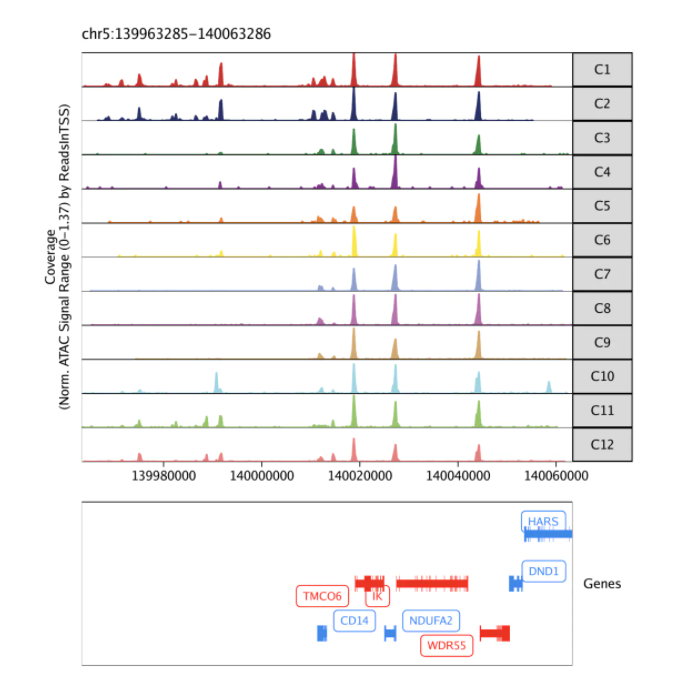 chr5:139963285−140063286
Coverage
(Norm. ATAC Signal Range (0−1.37) by ReadsInTSS)
C1
C2
C3
C4
C5
C6
C7
C8
C9
C10
C11
C12
139980000 140000000 140020000 140040000 140060000
HARS
DND1
Genes
TMCO6 IK
CD14 NDUFA2
WDR55